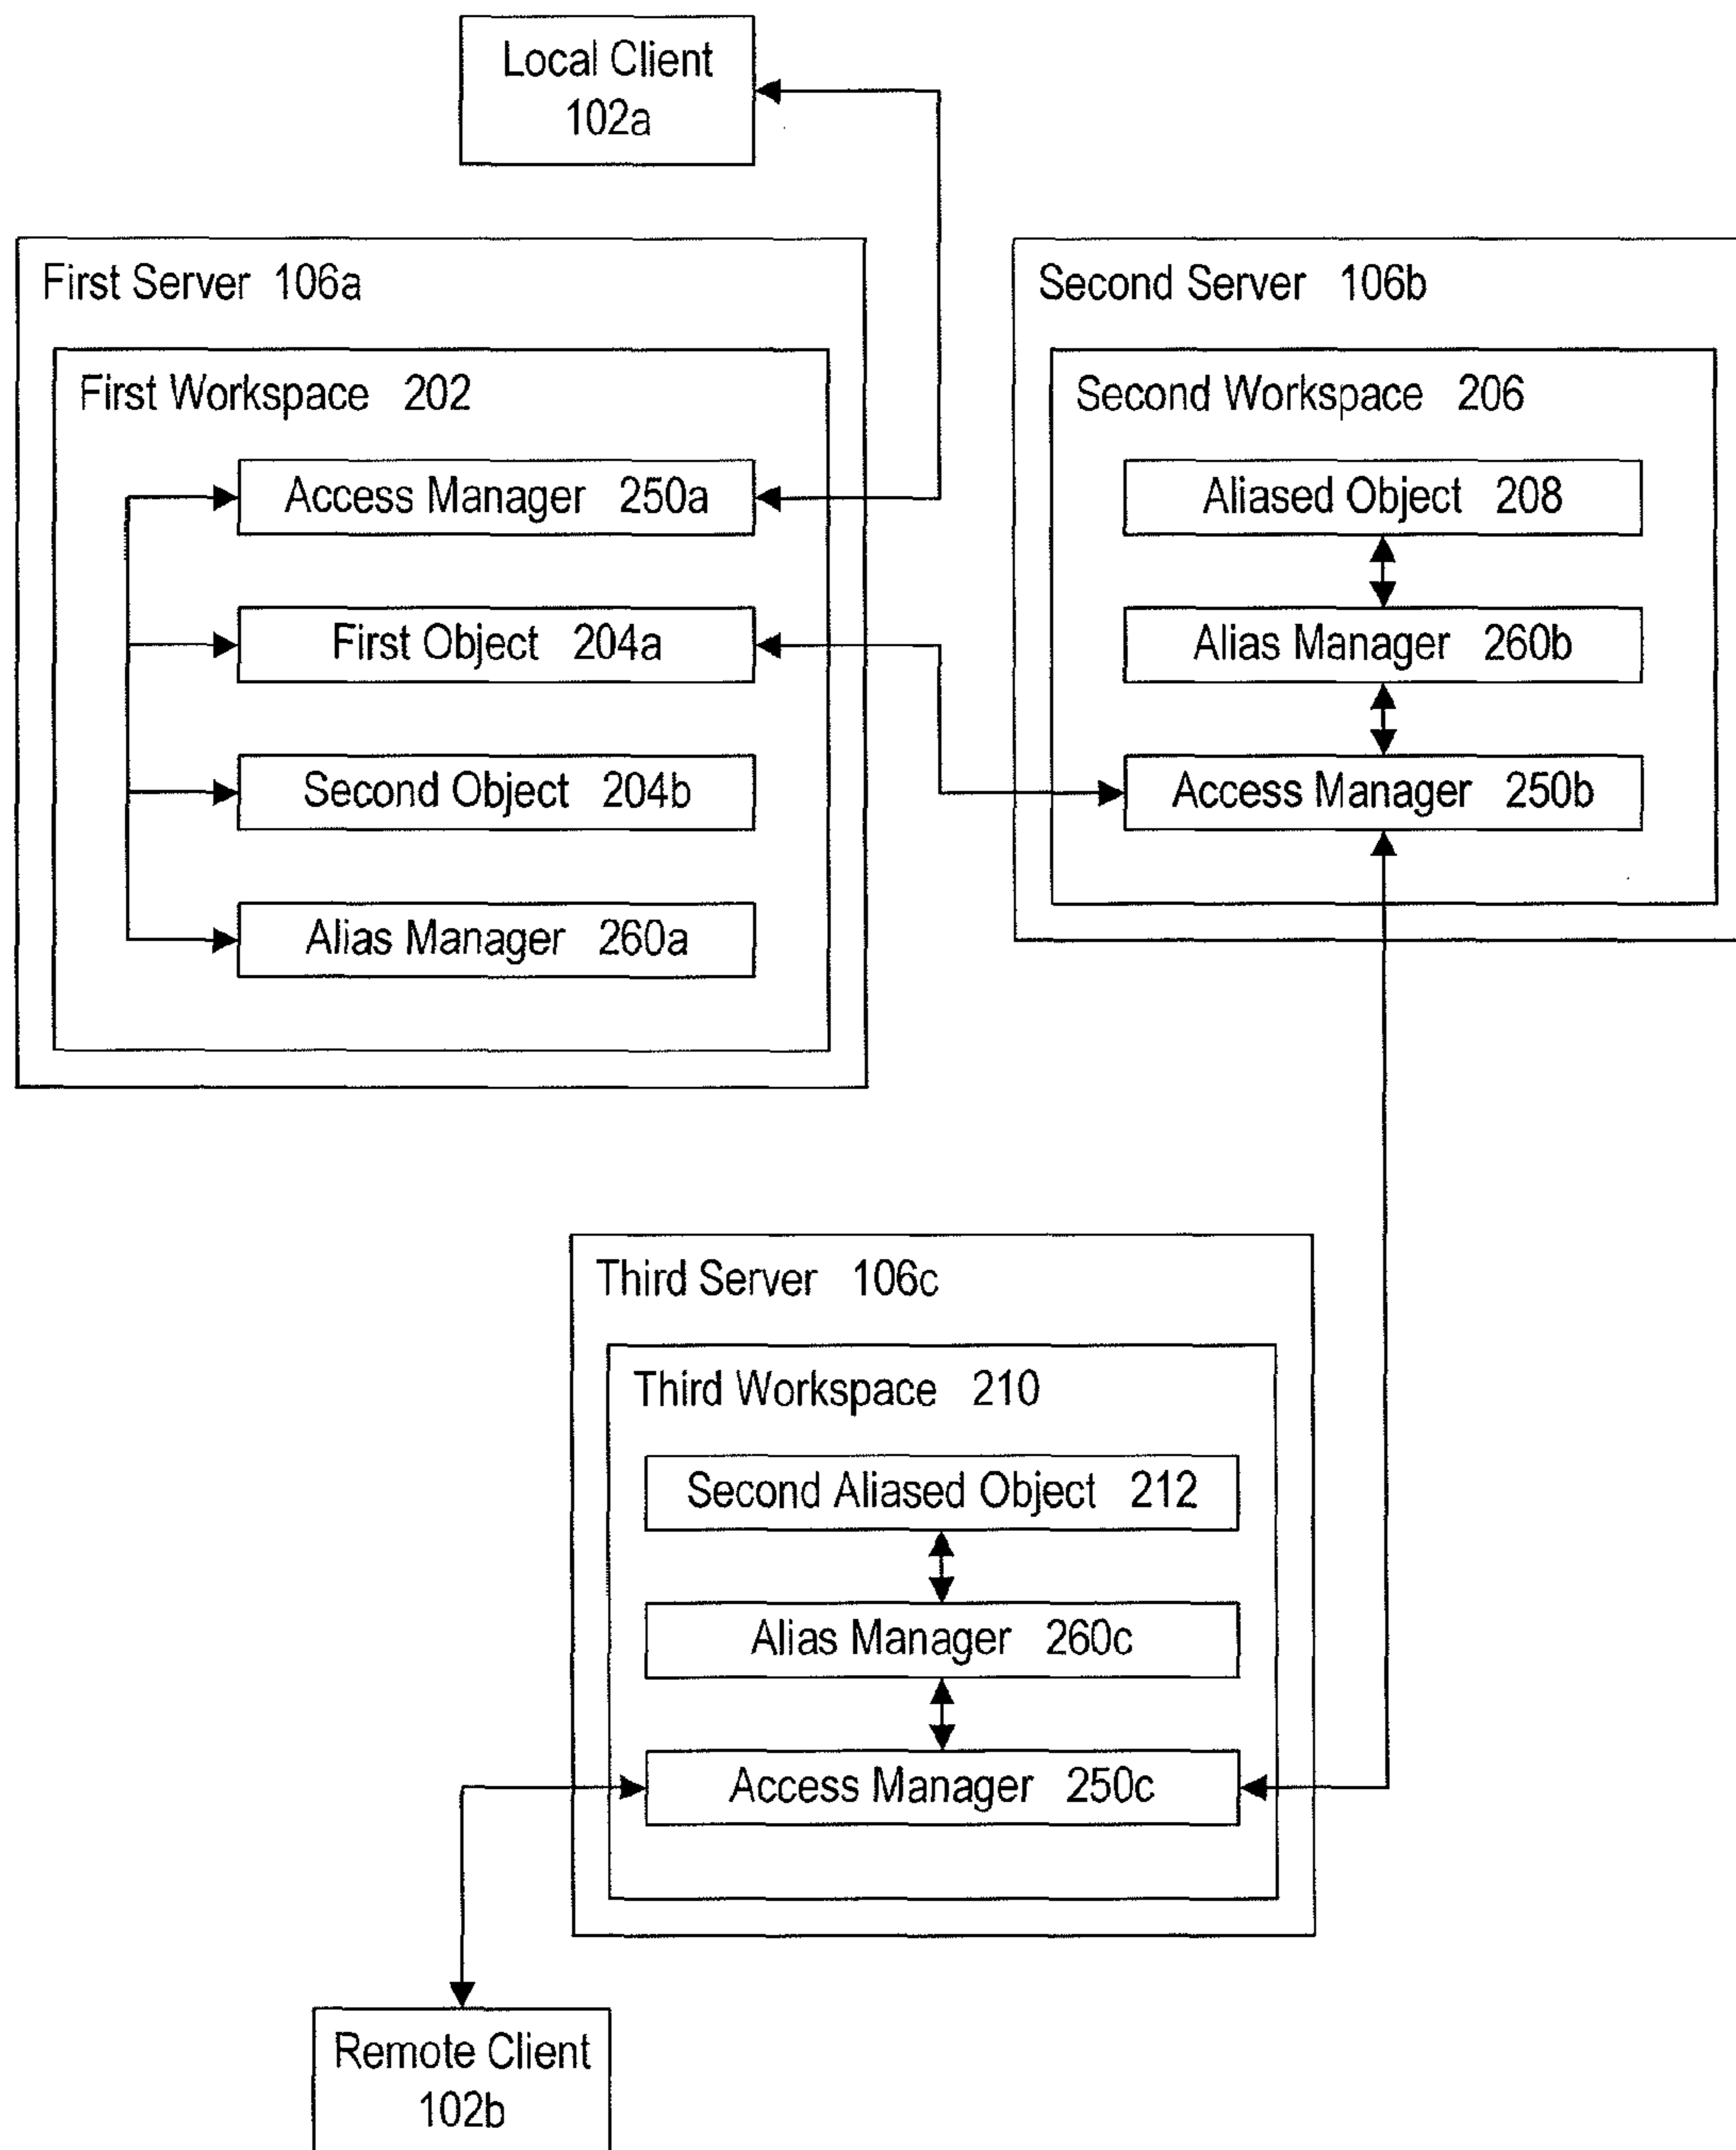 Local Client
102a
First Server 106a
First Workspace 202
Access Manager 250a
First Object 204a
Second Object 204b
Alias Manager 260a
Second Server 106b
Second Workspace 206
Aliased Object 208
Alias Manager 260b
Access Manager 250b
Third Server 106c
Third Workspace 210
Second Aliased Object 212
Alias Manager 260c
Access Manager 250c
Remote Client
102b